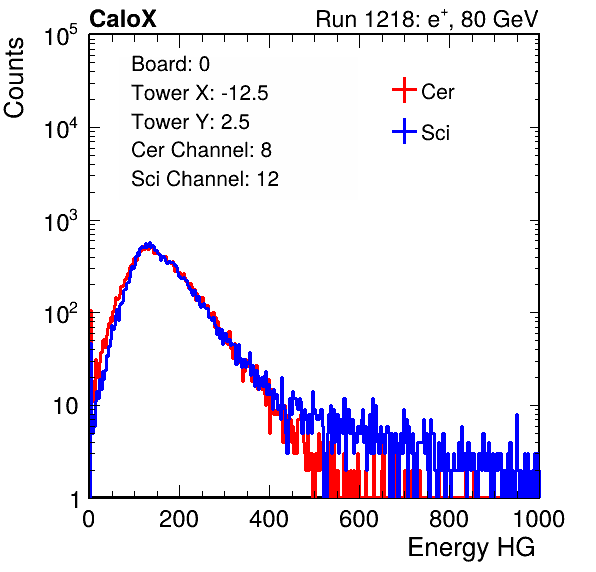 CaloX Run 1218: e⁺, 80 GeV
Counts
10⁵
10⁴
10³
10²
10
1
Board: 0
Tower X: -12.5
Tower Y: 2.5
Cer Channel: 8
Sci Channel: 12
Cer
Sci
0 200 400 600 800 1000
Energy HG